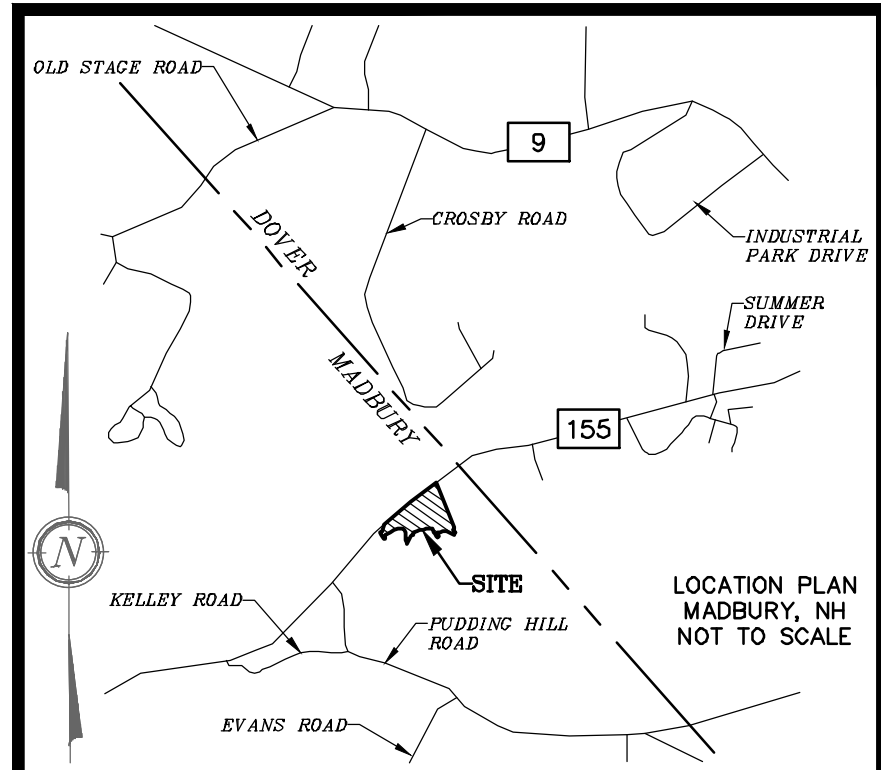 OLD STAGE ROAD
9
DOVER
CROSBY ROAD
INDUSTRIAL
PARK DRIVE
SUMMER
DRIVE
MADBURY
155
N
SITE
KELLEY ROAD
PUDDING HILL
ROAD
EVANS ROAD
LOCATION PLAN
MADBURY, NH
NOT TO SCALE